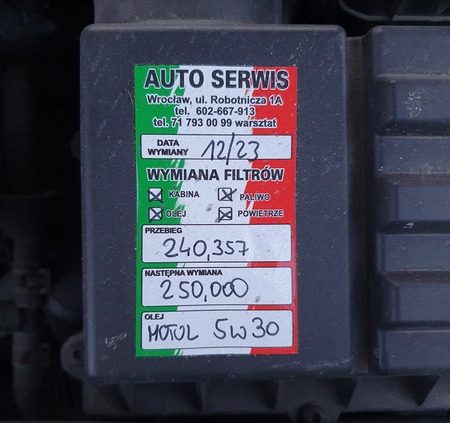 AUTO SERWIS
Wrocław, ul. Robotnicza 1A
tel. 602-667-913
tel. 71 793 00 99 warsztat
DATA WYMIANY 12/23
WYMIANA FILTRÓW
KABINA PALIWO
OLEJ POWIETRZE
PRZEBIEG
240,357
NASTĘPNA WYMIANA
250,000
OLEJ
MOTUL 5W30